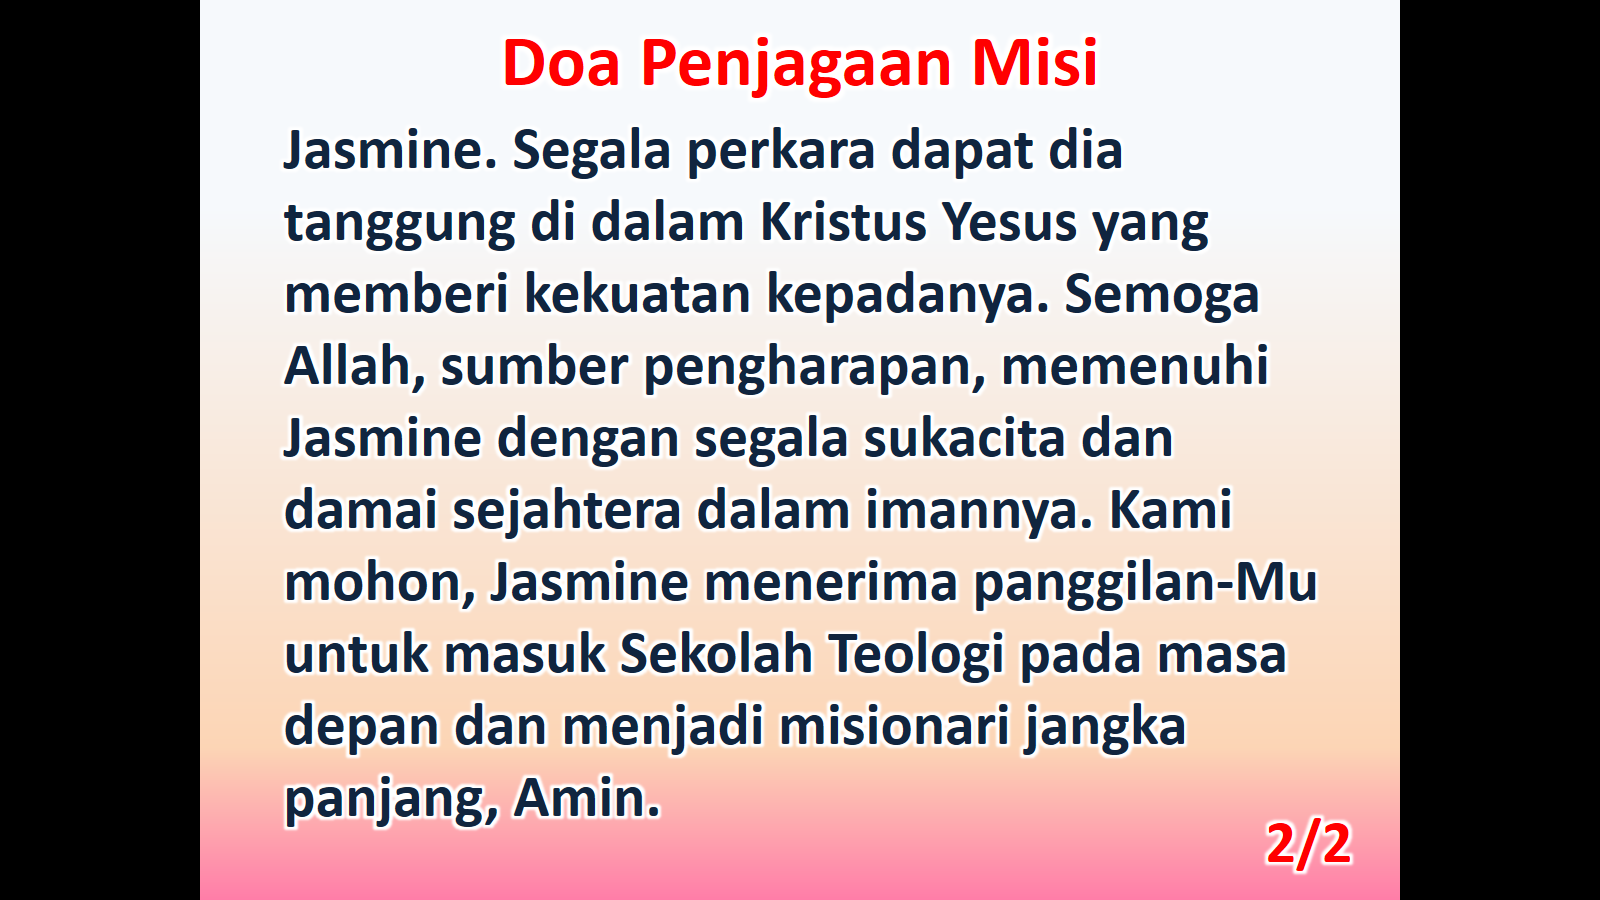 Doa Penjagaan Misi
Jasmine. Segala perkara dapat dia
tanggung di dalam Kristus Yesus yang
memberi kekuatan kepadanya. Semoga
Allah, sumber pengharapan, memenuhi
Jasmine dengan segala sukacita dan
damai sejahtera dalam imannya. Kami
mohon, Jasmine menerima panggilan-Mu
untuk masuk Sekolah Teologi pada masa
depan dan menjadi misionari jangka
panjang, Amin.
2/2